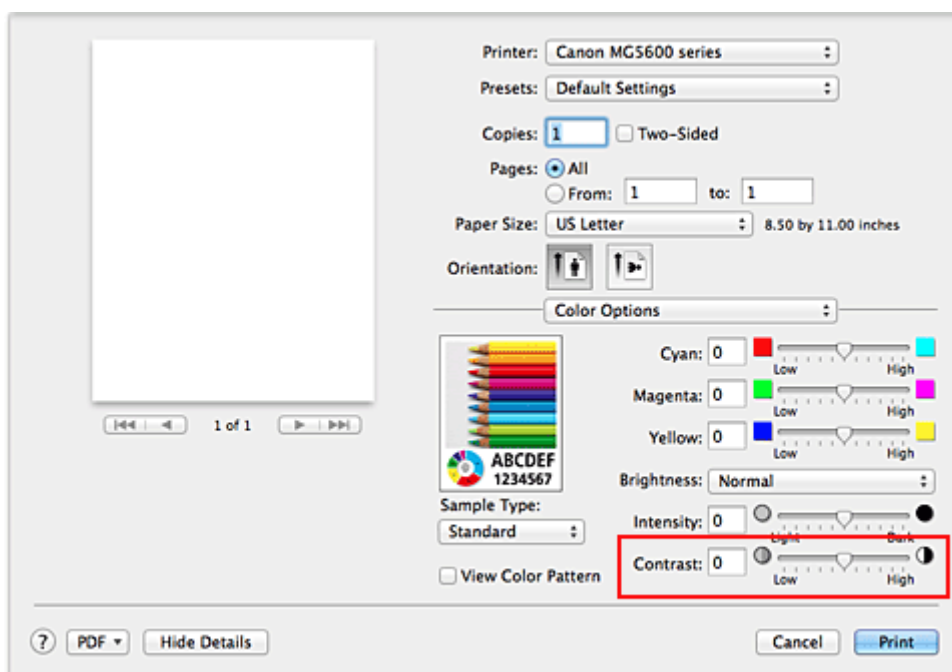 Printer: Canon MG5600 series
Presets: Default Settings
Copies: 1 Two-Sided
Pages: All
From: 1 to: 1
Paper Size: US Letter 8.50 by 11.00 inches
Orientation:
Color Options
1 of 1
ABCDEF
1234567
Sample Type:
Standard
View Color Pattern
Cyan: 0
Low High
Magenta: 0
Low High
Yellow: 0
Low High
Brightness: Normal
Intensity: 0
Light Dark
Contrast: 0
Low High
? PDF Hide Details Cancel Print